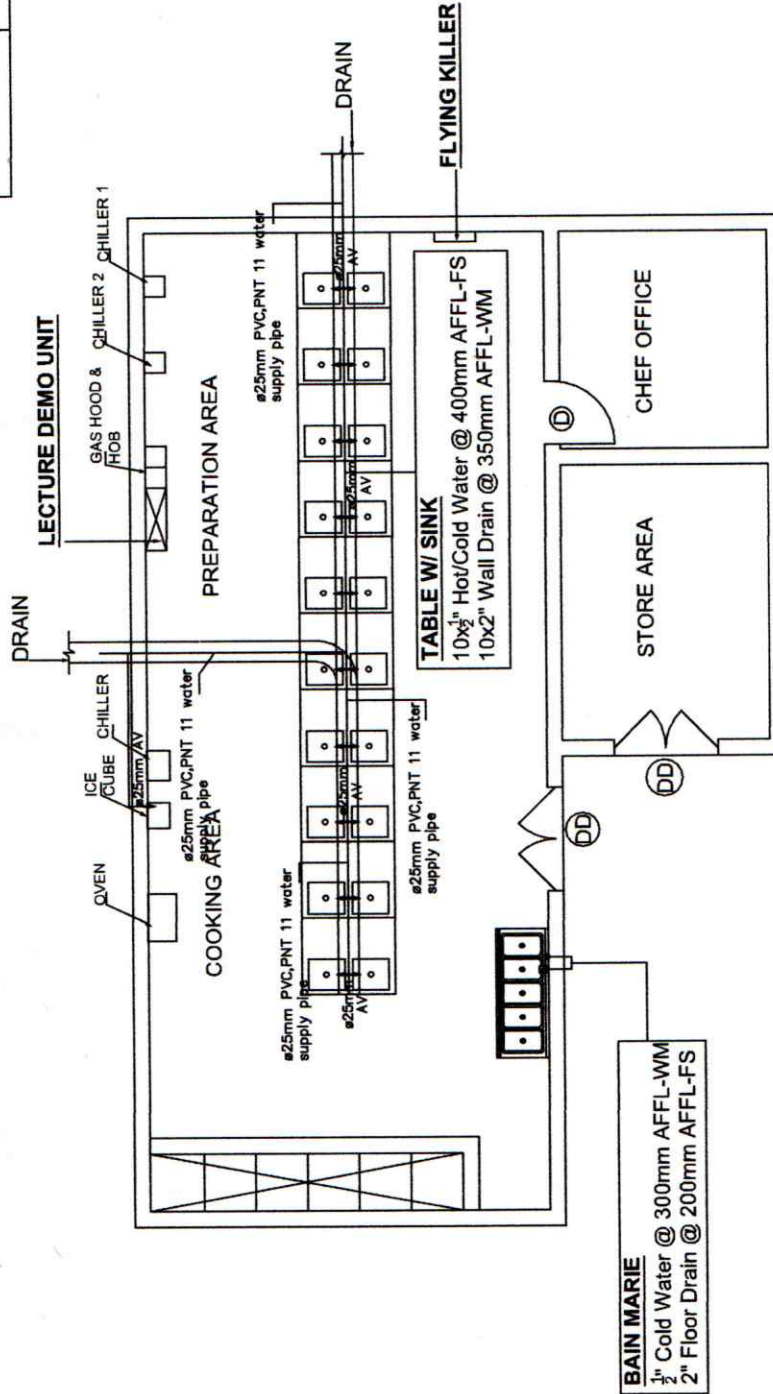 DRAIN
LECTURE DEMO UNIT
GAS HOOD &
HOB
CHILLER 2
CHILLER 1
OVEN
ICE
CUBE
CHILLER
ø25mm AV
ø25mm PVC,PNT 11 water
supply pipe
COOKING AREA
PREPARATION AREA
ø25mm PVC,PNT 11 water
supply pipe
DRAIN
ø25mm
AV
ø25mm
AV
ø25mm
AV
ø25mm
AV
ø25mm PVC,PNT 11 water
supply pipe
ø25mm PVC,PNT 11 water
supply pipe
FLYING KILLER
TABLE W/ SINK
10x½" Hot/Cold Water @ 400mm AFFL-FS
10x2" Wall Drain @ 350mm AFFL-WM
D
CHEF OFFICE
STORE AREA
DD
DD
BAIN MARIE
½" Cold Water @ 300mm AFFL-WM
2" Floor Drain @ 200mm AFFL-FS